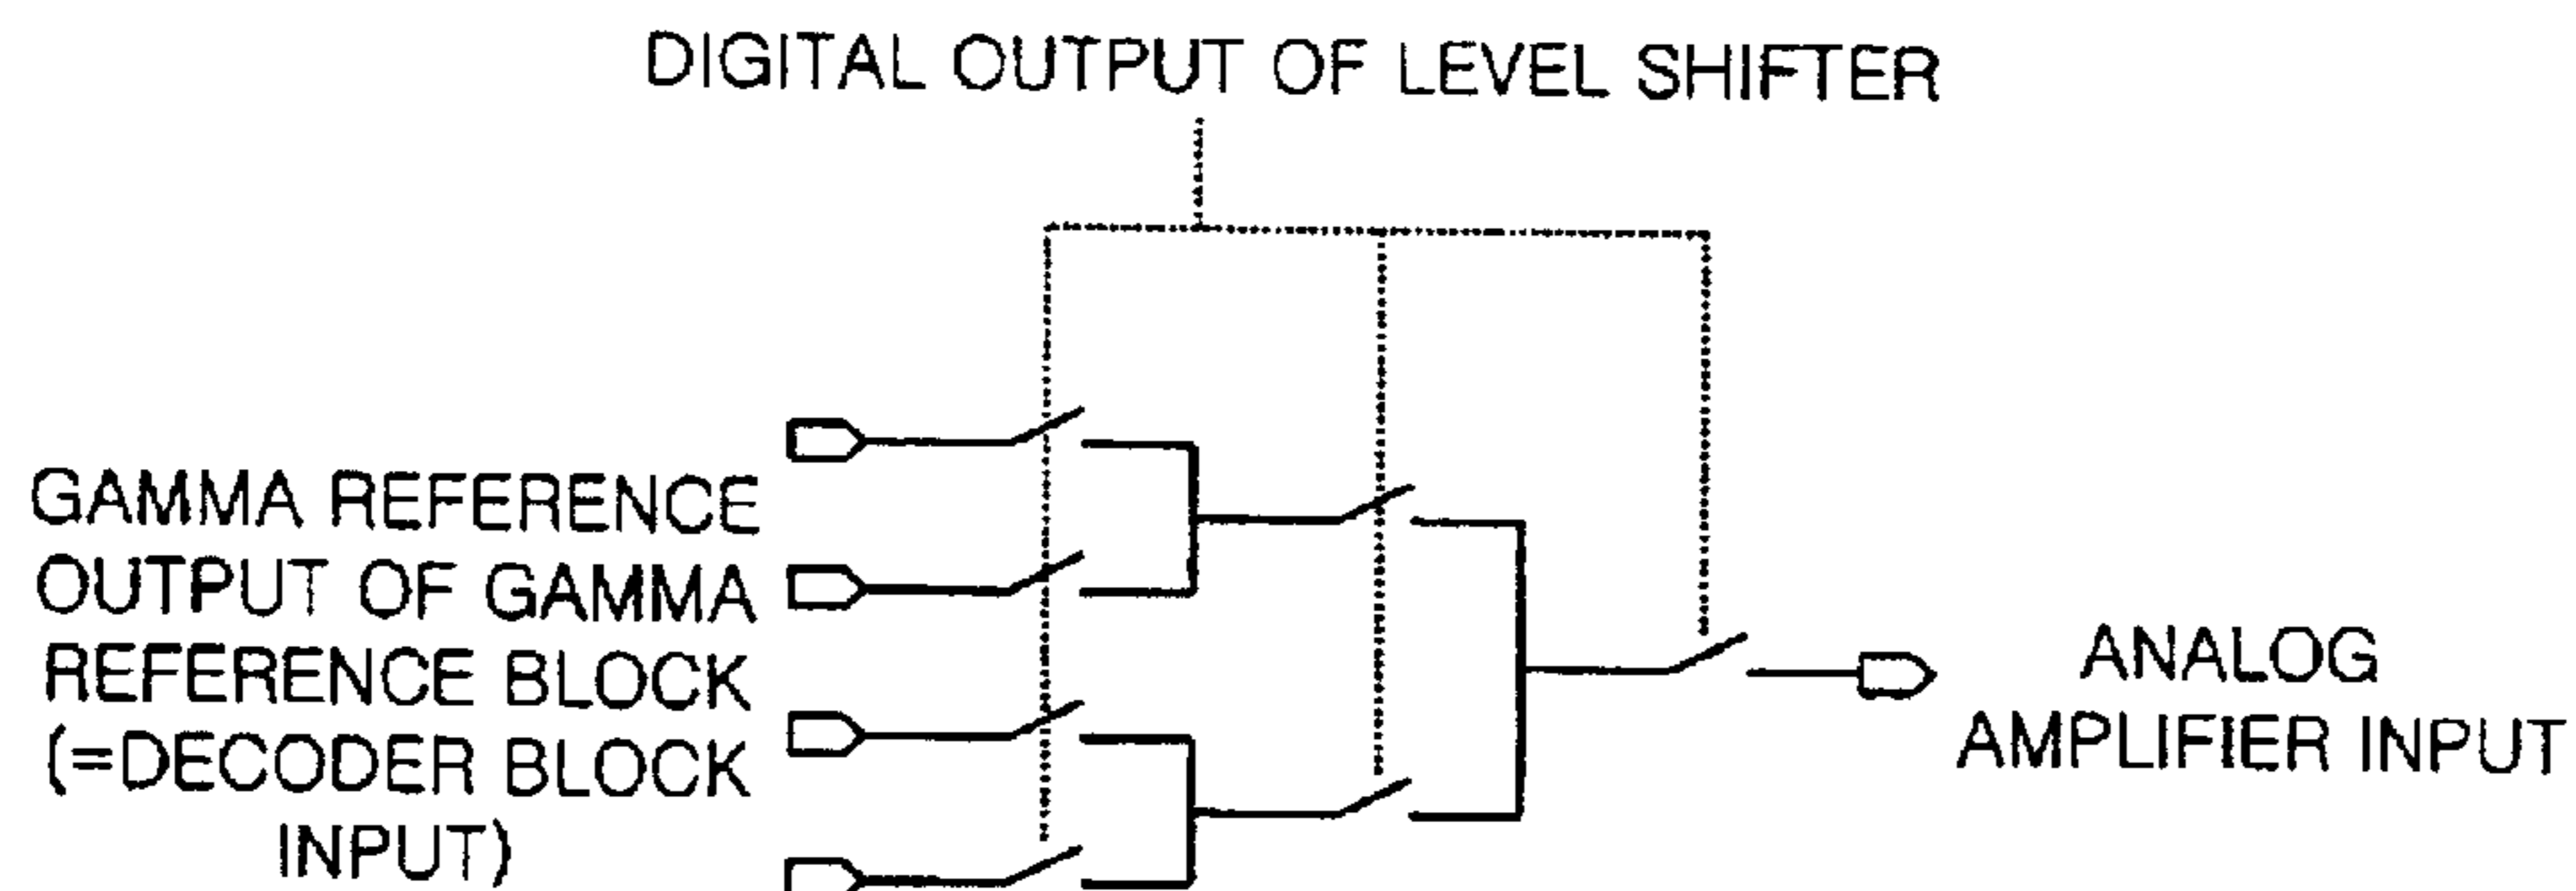 DIGITAL OUTPUT OF LEVEL SHIFTER
GAMMA REFERENCE
OUTPUT OF GAMMA
REFERENCE BLOCK
(=DECODER BLOCK
INPUT)
ANALOG
AMPLIFIER INPUT